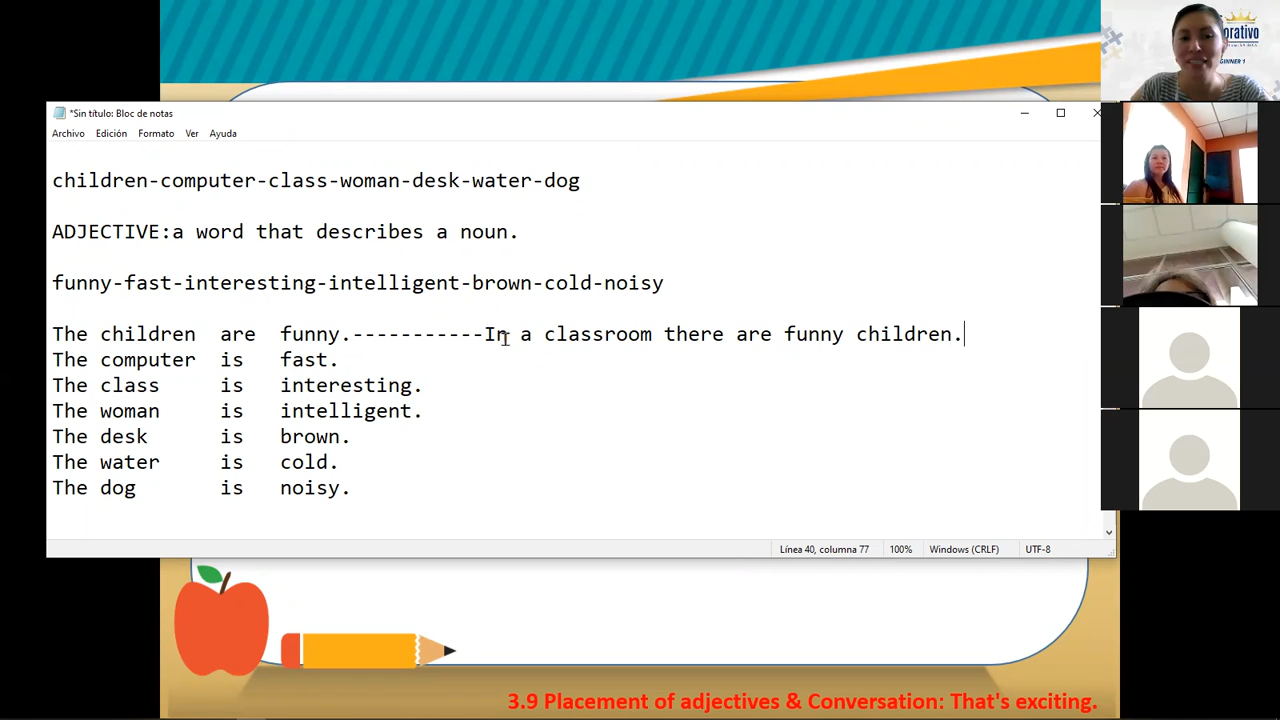 orativo
GINNER 1
*Sin título: Bloc de notas
Archivo Edición Formato Ver Ayuda
children-computer-class-woman-desk-water-dog
ADJECTIVE:a word that describes a noun.
funny-fast-interesting-intelligent-brown-cold-noisy
The children are funny.-----------In a classroom there are funny children.
The computer is fast.
The class is interesting.
The woman is intelligent.
The desk is brown.
The water is cold.
The dog is noisy.
Línea 40, columna 77 100% Windows (CRLF) UTF-8
3.9 Placement of adjectives & Conversation: That's exciting.